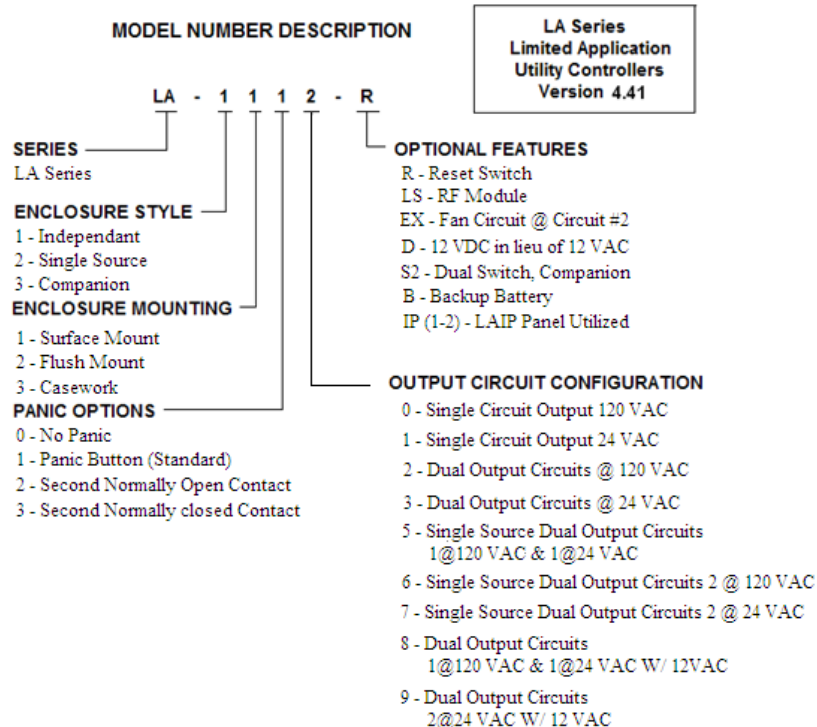 MODEL NUMBER DESCRIPTION
LA Series
Limited Application
Utility Controllers
Version 4.41
LA - 1 1 1 2 - R
SERIES
LA Series
ENCLOSURE STYLE
1 - Independant
2 - Single Source
3 - Companion
ENCLOSURE MOUNTING
1 - Surface Mount
2 - Flush Mount
3 - Casework
PANIC OPTIONS
0 - No Panic
1 - Panic Button (Standard)
2 - Second Normally Open Contact
3 - Second Normally closed Contact
OPTIONAL FEATURES
R - Reset Switch
LS - RF Module
EX - Fan Circuit @ Circuit #2
D - 12 VDC in lieu of 12 VAC
S2 - Dual Switch, Companion
B - Backup Battery
IP (1-2) - LAIP Panel Utilized
OUTPUT CIRCUIT CONFIGURATION
0 - Single Circuit Output 120 VAC
1 - Single Circuit Output 24 VAC
2 - Dual Output Circuits @ 120 VAC
3 - Dual Output Circuits @ 24 VAC
5 - Single Source Dual Output Circuits
1@120 VAC & 1@24 VAC
6 - Single Source Dual Output Circuits 2 @ 120 VAC
7 - Single Source Dual Output Circuits 2 @ 24 VAC
8 - Dual Output Circuits
1@120 VAC & 1@24 VAC W/ 12VAC
9 - Dual Output Circuits
2@24 VAC W/ 12 VAC